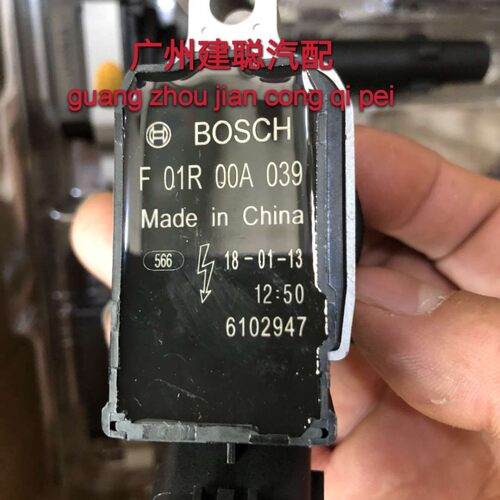 广州建聪汽配
guang zhou jian cong qi pei
BOSCH
F 01R 00A 039
Made in China
566
18-01-13
12:50
6102947